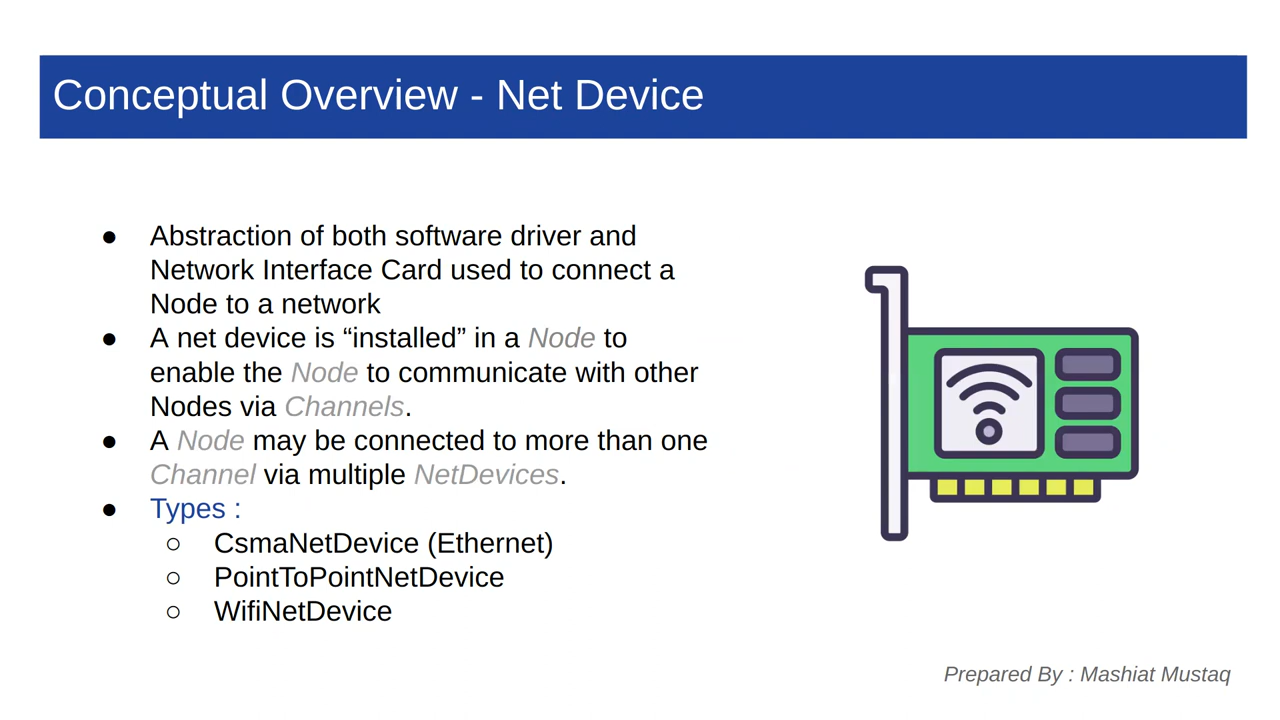 Conceptual Overview - Net Device
● Abstraction of both software driver and
Network Interface Card used to connect a
Node to a network
● A net device is “installed” in a Node to
enable the Node to communicate with other
Nodes via Channels.
● A Node may be connected to more than one
Channel via multiple NetDevices.
● Types :
○ CsmaNetDevice (Ethernet)
○ PointToPointNetDevice
○ WifiNetDevice
Prepared By : Mashiat Mustaq